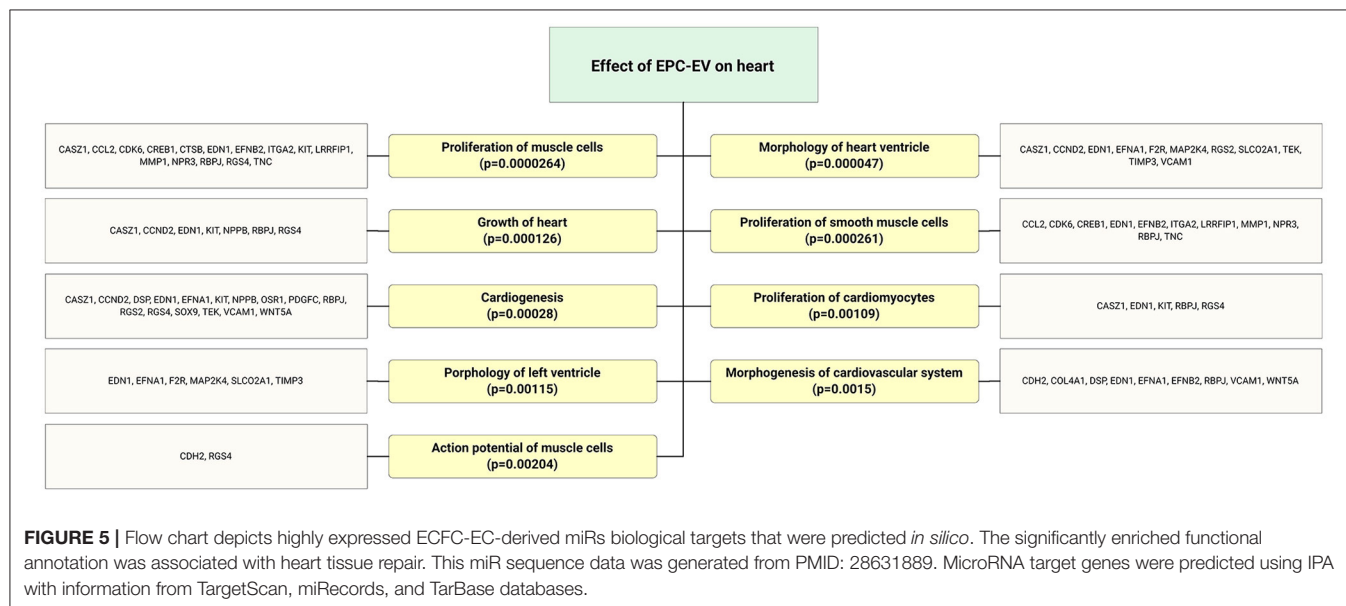 Effect of EPC-EV on heart
CASZ1, CCL2, CDK6, CREB1, CTSB, EDN1, EFNB2, ITGA2, KIT, LRRFIP1,
MMP1, NPR3, RBPJ, RGS4, TNC
Proliferation of muscle cells
(p=0.0000264)
Morphology of heart ventricle
(p=0.000047)
CASZ1, CCND2, EDN1, EFNA1, F2R, MAP2K4, RGS2, SLCO2A1, TEK,
TIMP3, VCAM1
CASZ1, CCND2, EDN1, KIT, NPPB, RBPJ, RGS4
Growth of heart
(p=0.000126)
Proliferation of smooth muscle cells
(p=0.000261)
CCL2, CDK6, CREB1, EDN1, EFNB2, ITGA2, LRRFIP1, MMP1, NPR3,
RBPJ, TNC
CASZ1, CCND2, DSP, EDN1, EFNA1, KIT, NPPB, OSR1, PDGFC, RBPJ,
RGS2, RGS4, SOX9, TEK, VCAM1, WNT5A
Cardiogenesis
(p=0.00028)
Proliferation of cardiomyocytes
(p=0.00109)
CASZ1, EDN1, KIT, RBPJ, RGS4
EDN1, EFNA1, F2R, MAP2K4, SLCO2A1, TIMP3
Porphology of left ventricle
(p=0.00115)
Morphogenesis of cardiovascular system
(p=0.0015)
CDH2, COL4A1, DSP, EDN1, EFNA1, EFNB2, RBPJ, VCAM1, WNT5A
CDH2, RGS4
Action potential of muscle cells
(p=0.00204)
FIGURE 5 | Flow chart depicts highly expressed ECFC-EC-derived miRs biological targets that were predicted in silico. The significantly enriched functional
annotation was associated with heart tissue repair. This miR sequence data was generated from PMID: 28631889. MicroRNA target genes were predicted using IPA
with information from TargetScan, miRecords, and TarBase databases.